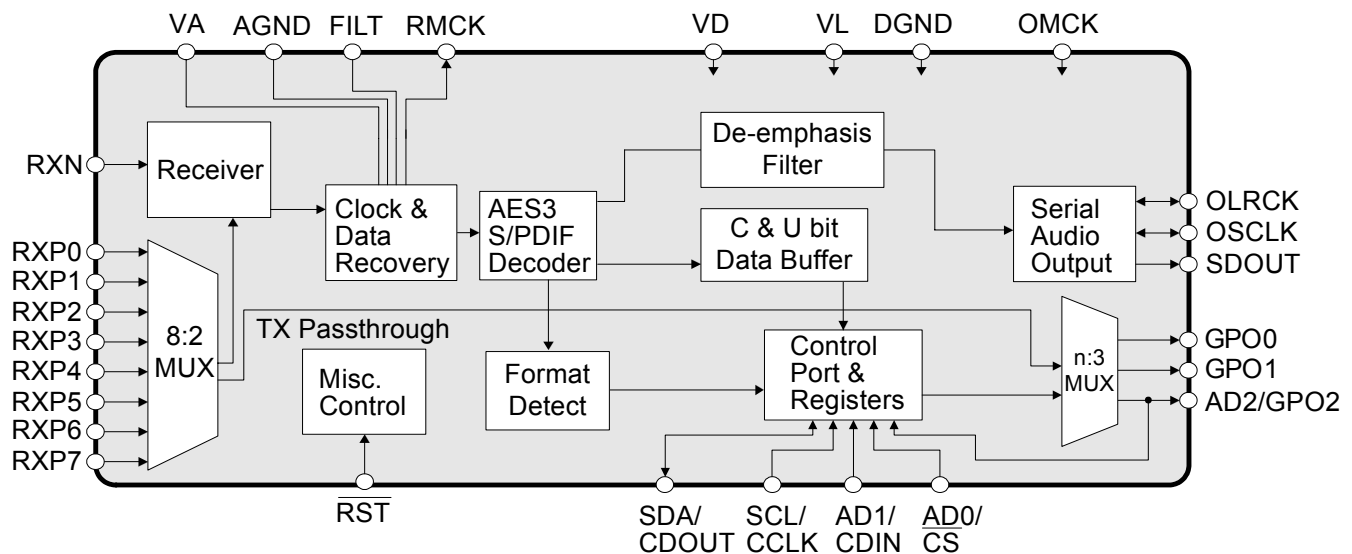 VA AGND FILT RMCK VD VL DGND OMCK
De-emphasis
Filter
RXN
Receiver
Clock &
Data
Recovery
AES3
S/PDIF
Decoder
C & U bit
Data Buffer
Serial
Audio
Output
OLRCK
OSCLK
SDOUT
RXP0
RXP1
RXP2
RXP3
RXP4
RXP5
RXP6
RXP7
8:2
MUX
TX Passthrough
Misc.
Control
Format
Detect
Control
Port &
Registers
n:3
MUX
GPO0
GPO1
AD2/GPO2
RST
SDA/
CDOUT
SCL/
CCLK
AD1/
CDIN
AD0/
CS